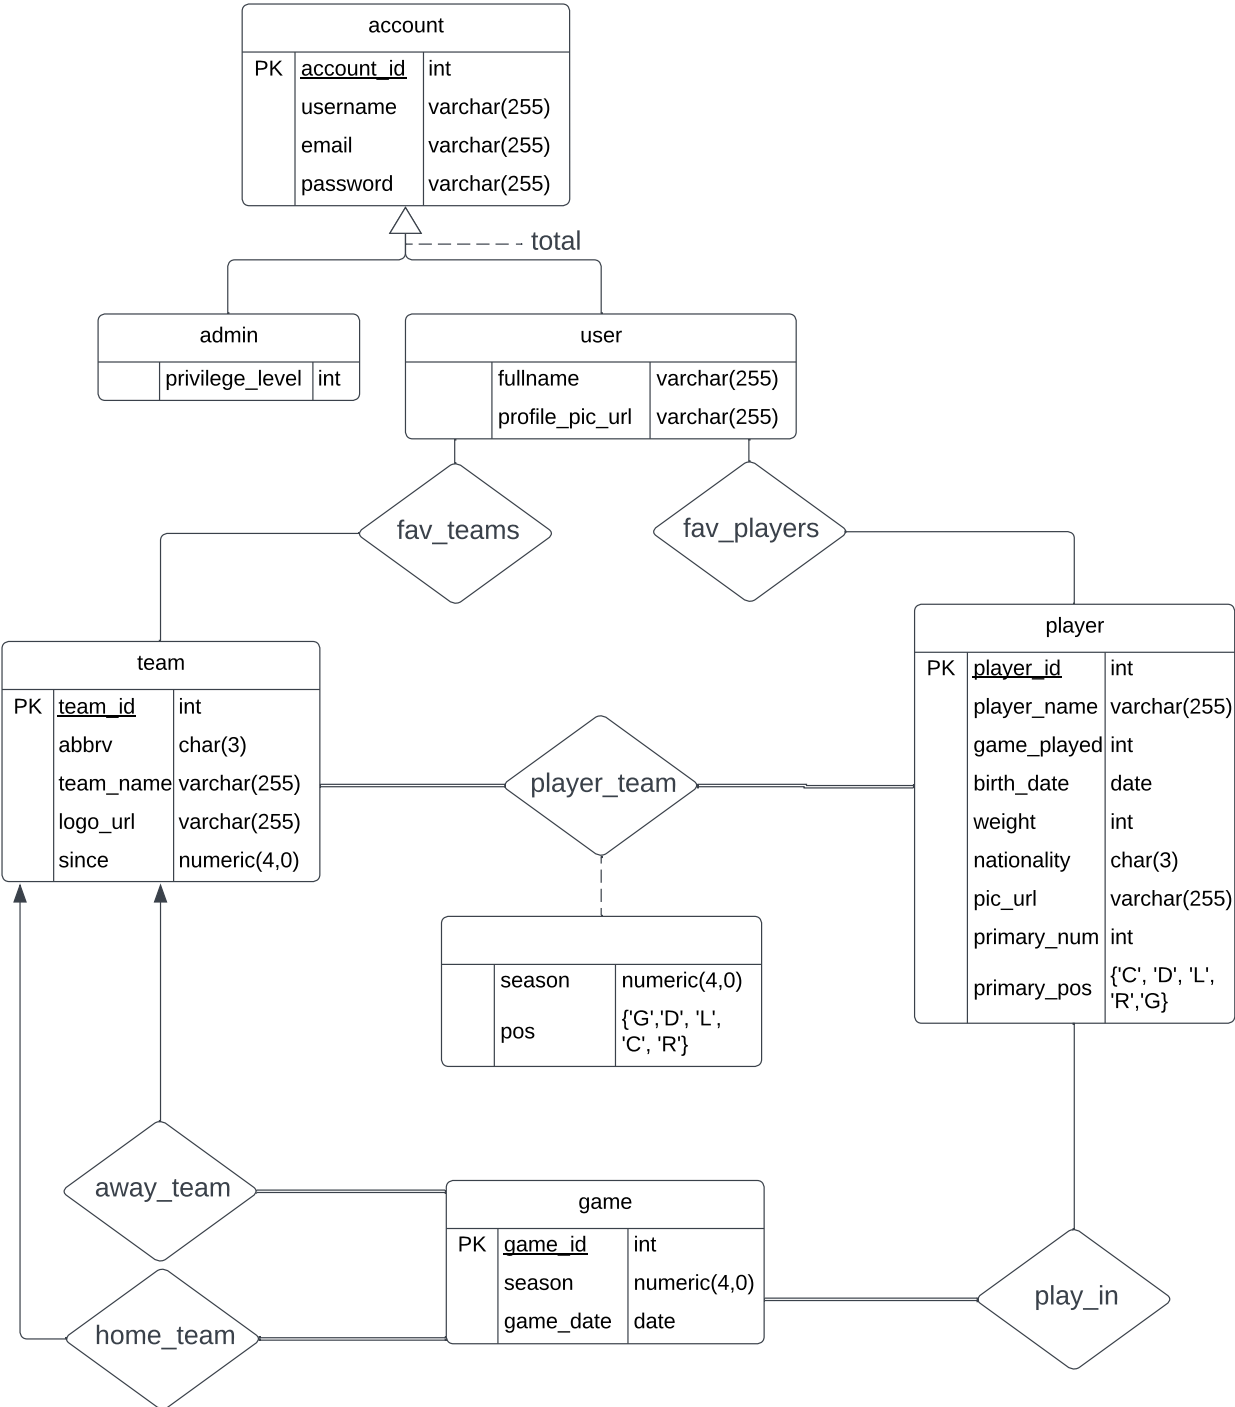 account
PK account_id int
username varchar(255)
email varchar(255)
password varchar(255)
total
admin
privilege_level int
user
fullname varchar(255)
profile_pic_url varchar(255)
fav_teams
fav_players
team
PK team_id int
abbrv char(3)
team_name varchar(255)
logo_url varchar(255)
since numeric(4,0)
player_team
season numeric(4,0)
pos {'G','D', 'L',
'C', 'R'}
player
PK player_id int
player_name varchar(255)
game_played int
birth_date date
weight int
nationality char(3)
pic_url varchar(255)
primary_num int
primary_pos {'C', 'D', 'L',
'R','G}
away_team
home_team
game
PK game_id int
season numeric(4,0)
game_date date
play_in